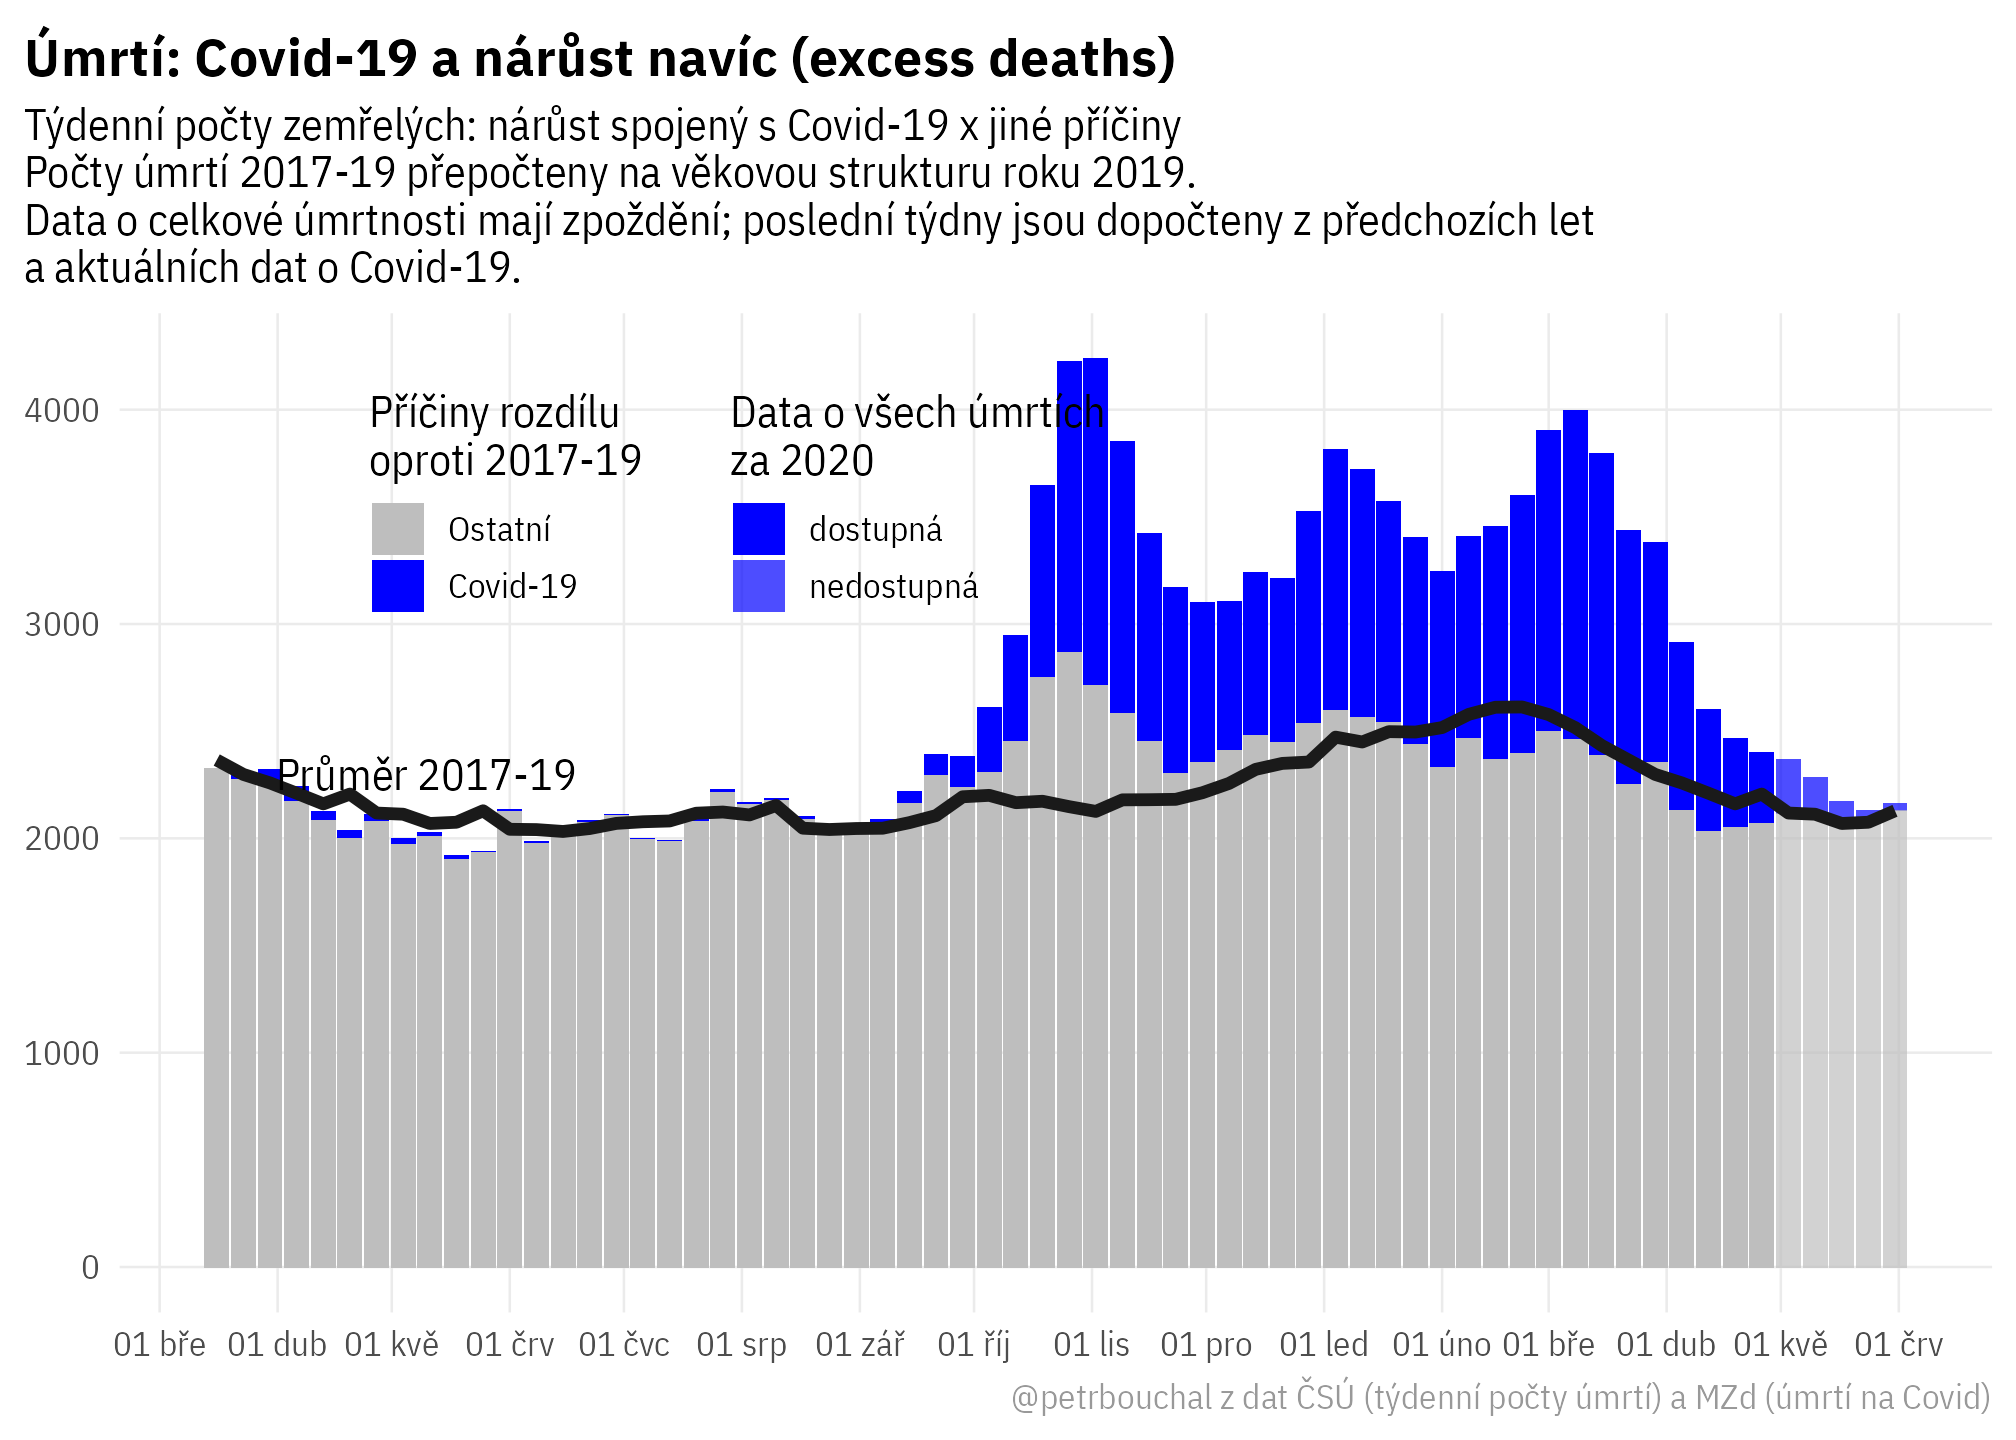 Úmrtí: Covid-19 a nárůst navíc (excess deaths)
Týdenní počty zemřelých: nárůst spojený s Covid-19 x jiné příčiny
Počty úmrtí 2017-19 přepočteny na věkovou strukturu roku 2019.
Data o celkové úmrtnosti mají zpoždění; poslední týdny jsou dopočteny z předchozích let
a aktuálních dat o Covid-19.
4000
3000
2000
1000
0
Příčiny rozdílu
oproti 2017-19
Ostatní
Covid-19
Data o všech úmrtích
za 2020
dostupná
nedostupná
Průměr 2017-19
01 bře
01 dub
01 kvě
01 črv
01 čvc
01 srp
01 zář
01 říj
01 lis
01 pro
01 led
01 úno
01 bře
01 dub
01 kvě
01 črv
@petrbouchal z dat ČSÚ (týdenní počty úmrtí) a MZd (úmrtí na Covid)